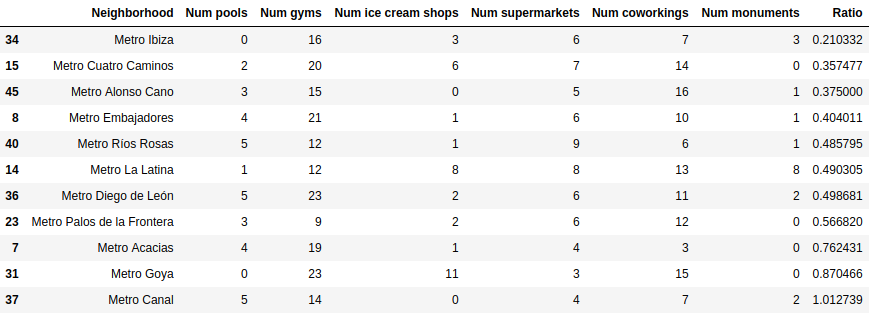 Neighborhood Num pools Num gyms Num ice cream shops Num supermarkets Num coworkings Num monuments Ratio
34 Metro Ibiza 0 16 3 6 7 3 0.210332
15 Metro Cuatro Caminos 2 20 6 7 14 0 0.357477
45 Metro Alonso Cano 3 15 0 5 16 1 0.375000
8 Metro Embajadores 4 21 1 6 10 1 0.404011
40 Metro Ríos Rosas 5 12 1 9 6 1 0.485795
14 Metro La Latina 1 12 8 8 13 8 0.490305
36 Metro Diego de León 5 23 2 6 11 2 0.498681
23 Metro Palos de la Frontera 3 9 2 6 12 0 0.566820
7 Metro Acacias 4 19 1 4 3 0 0.762431
31 Metro Goya 0 23 11 3 15 0 0.870466
37 Metro Canal 5 14 0 4 7 2 1.012739